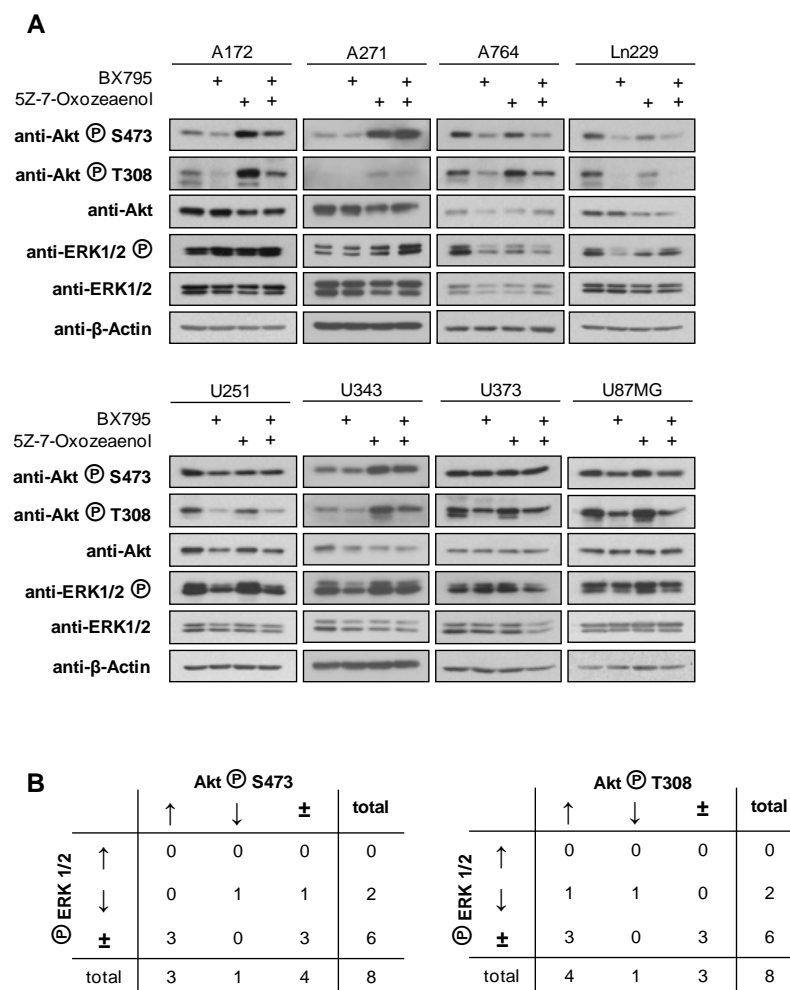 A
A172 A271 A764 Ln229
BX795 + + + + + + + +
5Z-7-Oxozeaenol + + + + + + + +
anti-Akt Ⓟ S473
anti-Akt Ⓟ T308
anti-Akt
anti-ERK1/2 Ⓟ
anti-ERK1/2
anti-β-Actin
U251 U343 U373 U87MG
BX795 + + + + + + + +
5Z-7-Oxozeaenol + + + + + + + +
anti-Akt Ⓟ S473
anti-Akt Ⓟ T308
anti-Akt
anti-ERK1/2 Ⓟ
anti-ERK1/2
anti-β-Actin
B
Akt Ⓟ S473
↑ ↓ ± total
Ⓟ ERK 1/2
↑ 0 0 0 0
↓ 0 1 1 2
± 3 0 3 6
total 3 1 4 8
Akt Ⓟ T308
↑ ↓ ± total
Ⓟ ERK 1/2
↑ 0 0 0 0
↓ 1 1 0 2
± 3 0 3 6
total 4 1 3 8